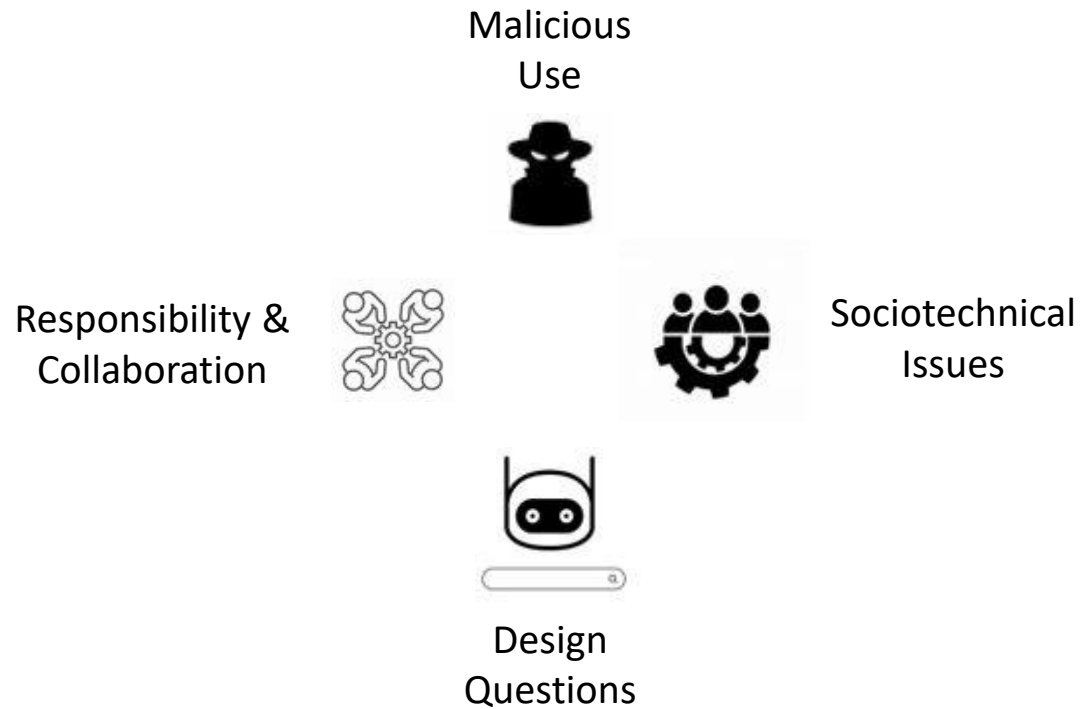 Malicious
Use
Responsibility &
Collaboration
Sociotechnical
Issues
Design
Questions